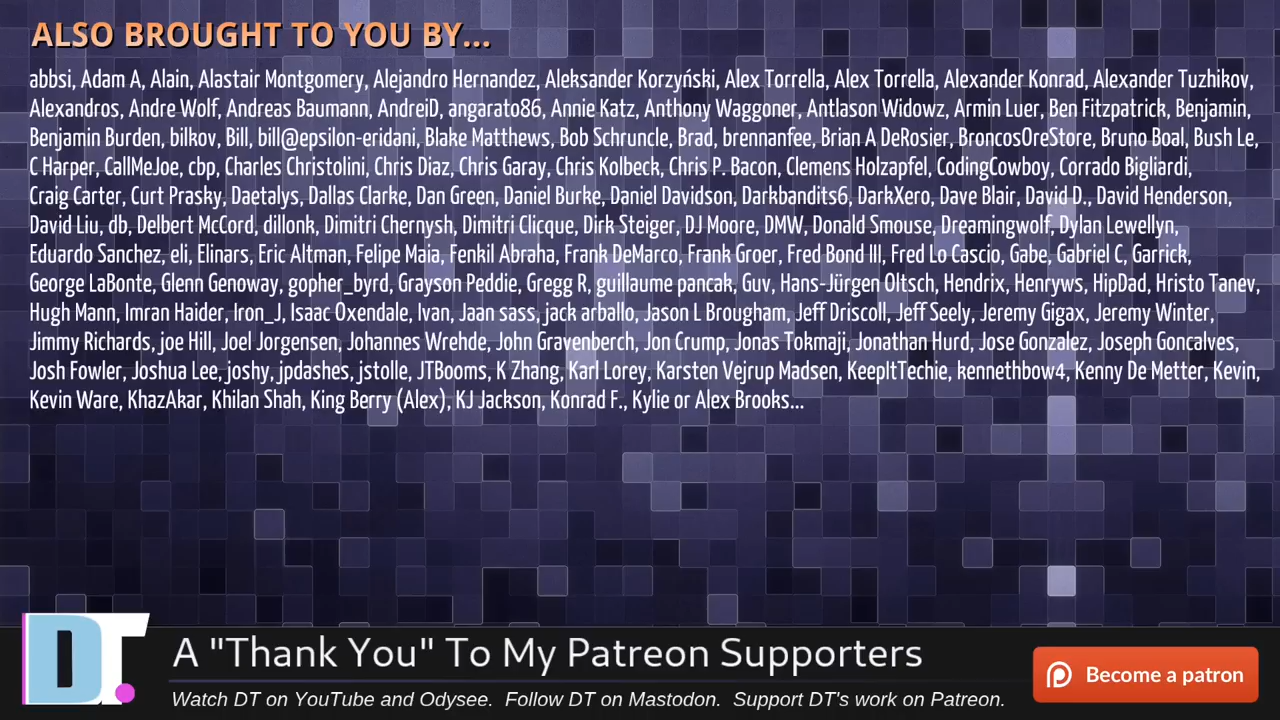 ALSO BROUGHT TO YOU BY...
abbsi, Adam A, Alain, Alastair Montgomery, Alejandro Hernandez, Aleksander Korzyński, Alex Torrella, Alex Torrella, Alexander Konrad, Alexander Tuzhikov,
Alexandros, Andre Wolf, Andreas Baumann, AndreiD, angarato86, Annie Katz, Anthony Waggoner, Antlason Widowz, Armin Luer, Ben Fitzpatrick, Benjamin,
Benjamin Burden, bilkov, Bill, bill@epsilon-eridani, Blake Matthews, Bob Schruncle, Brad, brennanfee, Brian A DeRosier, BroncosOreStore, Bruno Boal, Bush Le,
C Harper, CallMeJoe, cbp, Charles Christolini, Chris Diaz, Chris Garay, Chris Kolbeck, Chris P. Bacon, Clemens Holzapfel, CodingCowboy, Corrado Bigliardi,
Craig Carter, Curt Prasky, Daetalys, Dallas Clarke, Dan Green, Daniel Burke, Daniel Davidson, Darkbandits6, DarkXero, Dave Blair, David D., David Henderson,
David Liu, db, Delbert McCord, dillonk, Dimitri Chernysh, Dimitri Clicque, Dirk Steiger, DJ Moore, DMW, Donald Smouse, Dreamingwolf, Dylan Lewellyn,
Eduardo Sanchez, eli, Elinars, Eric Altman, Felipe Maia, Fenkil Abraha, Frank DeMarco, Frank Groer, Fred Bond III, Fred Lo Cascio, Gabe, Gabriel C, Garrick,
George LaBonte, Glenn Genoway, gopher_byrd, Grayson Peddie, Gregg R, guillaume pancak, Guv, Hans-Jürgen Oltsch, Hendrix, Henryws, HipDad, Hristo Tanev,
Hugh Mann, Imran Haider, Iron_J, Isaac Oxendale, Ivan, Jaan sass, jack arballo, Jason L Brougham, Jeff Driscoll, Jeff Seely, Jeremy Gigax, Jeremy Winter,
Jimmy Richards, joe Hill, Joel Jorgensen, Johannes Wrehde, John Gravenberch, Jon Crump, Jonas Tokmaji, Jonathan Hurd, Jose Gonzalez, Joseph Goncalves,
Josh Fowler, Joshua Lee, joshy, jpdashes, jstolle, JTBooms, K Zhang, Karl Lorey, Karsten Vejrup Madsen, KeepItTechie, kennethbow4, Kenny De Metter, Kevin,
Kevin Ware, KhazAkar, Khilan Shah, King Berry (Alex), KJ Jackson, Konrad F., Kylie or Alex Brooks...
DT
A "Thank You" To My Patreon Supporters
Become a patron
Watch DT on YouTube and Odysee. Follow DT on Mastodon. Support DT's work on Patreon.